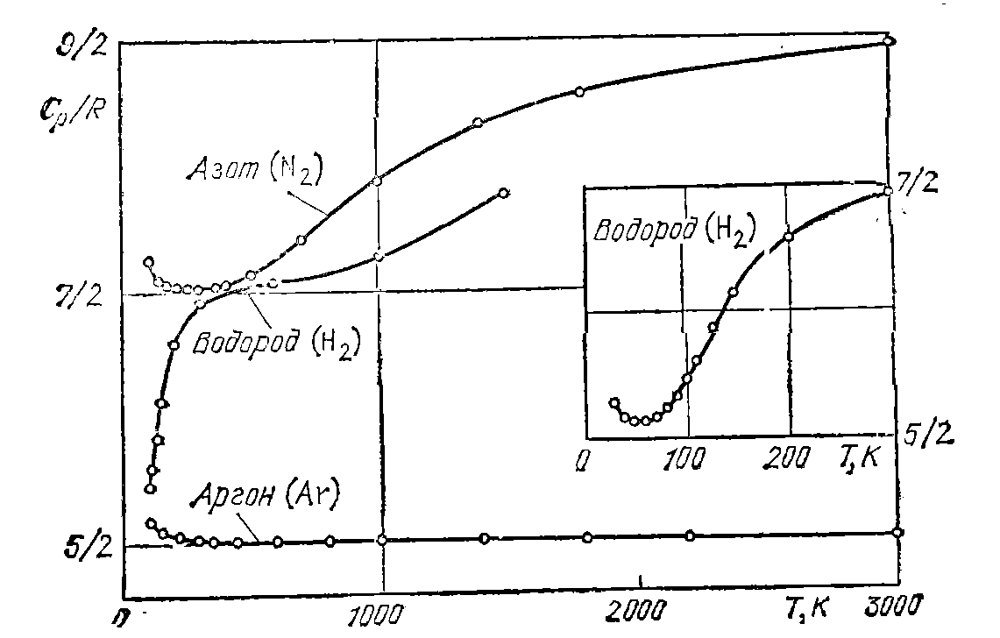 9/2
Cp/R
Азот (N2)
7/2
Водород (H2)
7/2
Водород (H2)
5/2
0 100 200 T, K
Аргон (Ar)
5/2
0 1000 2000 T, K 3000